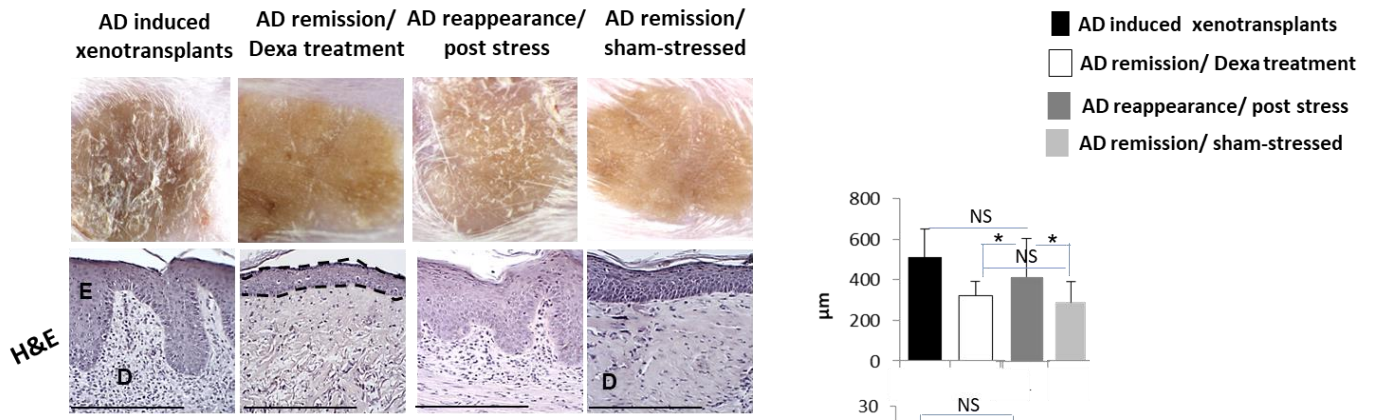 AD induced xenotransplants
AD remission/ Dexa treatment
AD reappearance/ post stress
AD remission/ sham-stressed
AD induced xenotransplants
AD remission/ Dexa treatment
AD reappearance/ post stress
AD remission/ sham-stressed
H&E
E
D
D
800
600
400
200
0
µm
NS
*
*
NS
30
NS